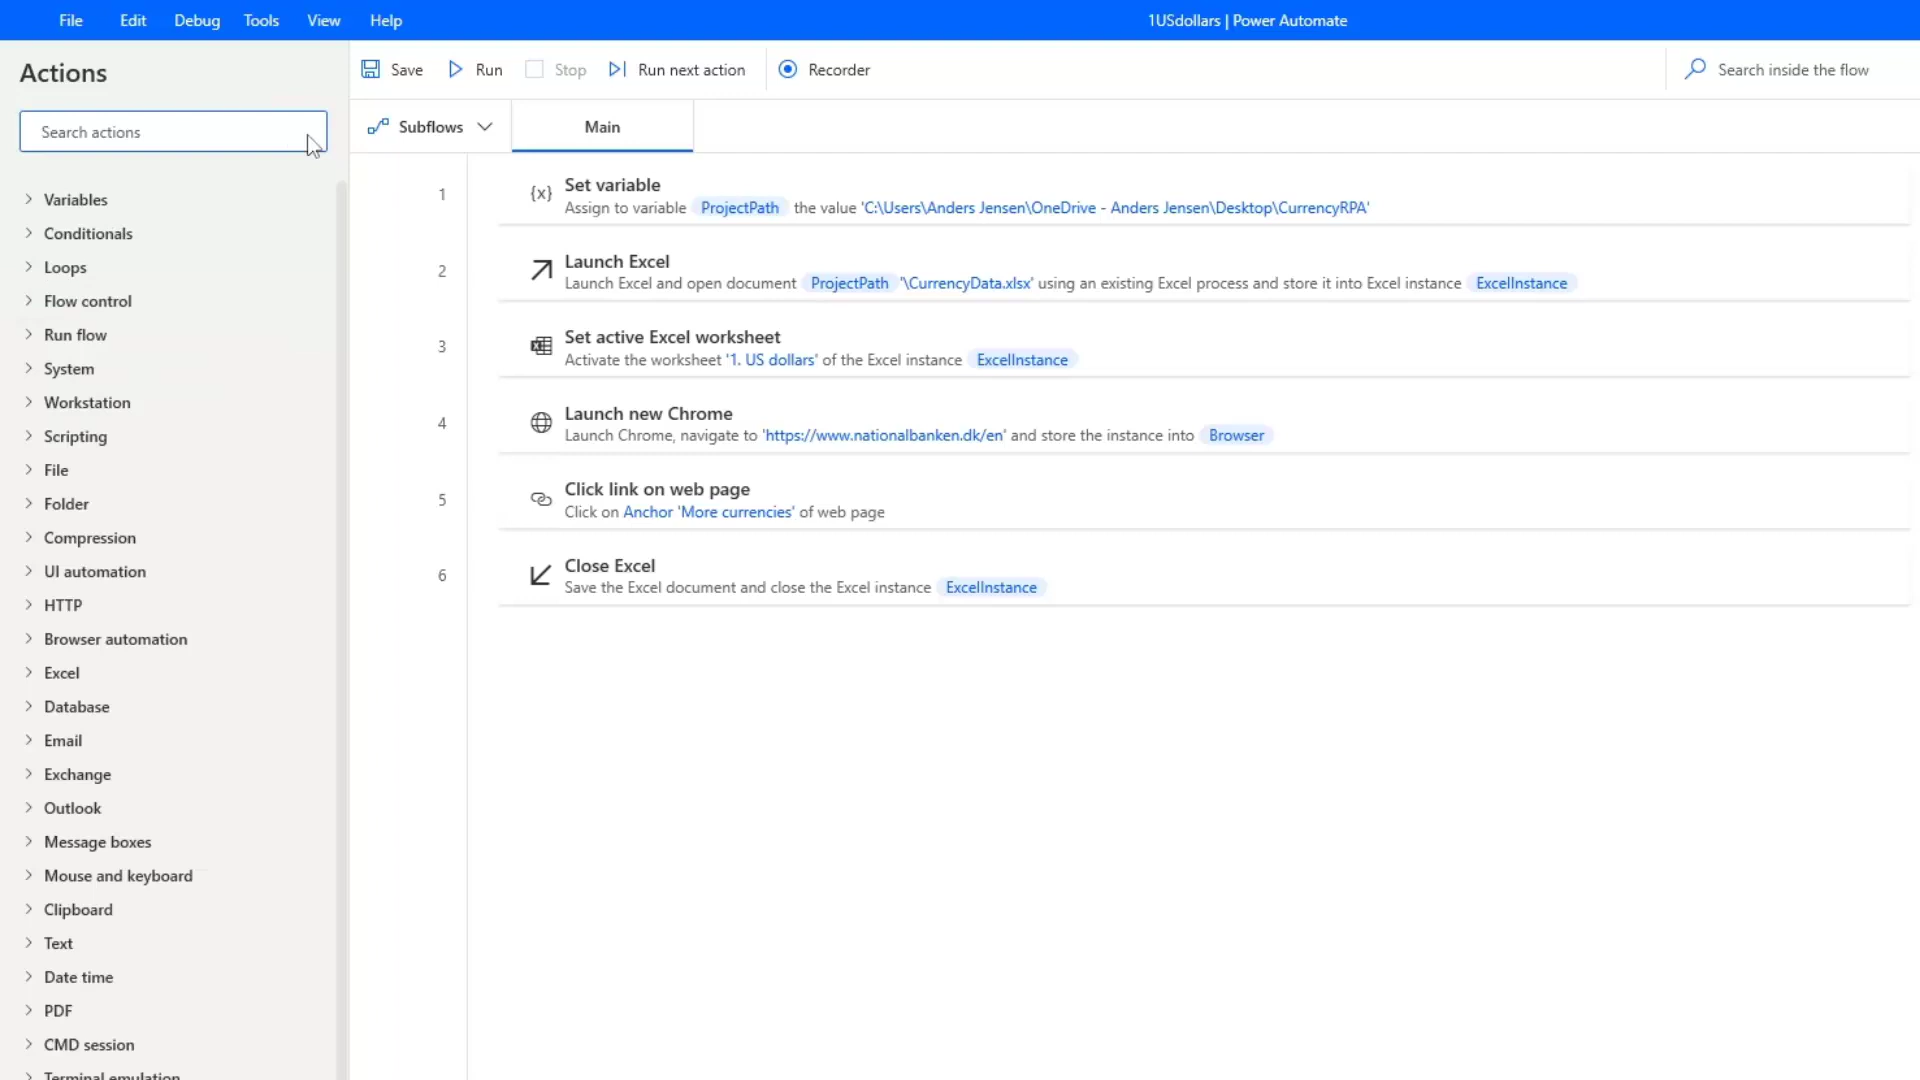 File Edit Debug Tools View Help
1USdollars | Power Automate
Actions
Search actions
Variables
Conditionals
Loops
Flow control
Run flow
System
Workstation
Scripting
File
Folder
Compression
UI automation
HTTP
Browser automation
Excel
Database
Email
Exchange
Outlook
Message boxes
Mouse and keyboard
Clipboard
Text
Date time
PDF
CMD session
Terminal emulation
Save Run Stop Run next action Recorder
Search inside the flow
Subflows Main
1 {x} Set variable
Assign to variable ProjectPath the value 'C:\Users\Anders Jensen\OneDrive - Anders Jensen\Desktop\CurrencyRPA'
2 Launch Excel
Launch Excel and open document ProjectPath '\CurrencyData.xlsx' using an existing Excel process and store it into Excel instance ExcelInstance
3 Set active Excel worksheet
Activate the worksheet '1. US dollars' of the Excel instance ExcelInstance
4 Launch new Chrome
Launch Chrome, navigate to 'https://www.nationalbanken.dk/en' and store the instance into Browser
5 Click link on web page
Click on Anchor 'More currencies' of web page
6 Close Excel
Save the Excel document and close the Excel instance ExcelInstance